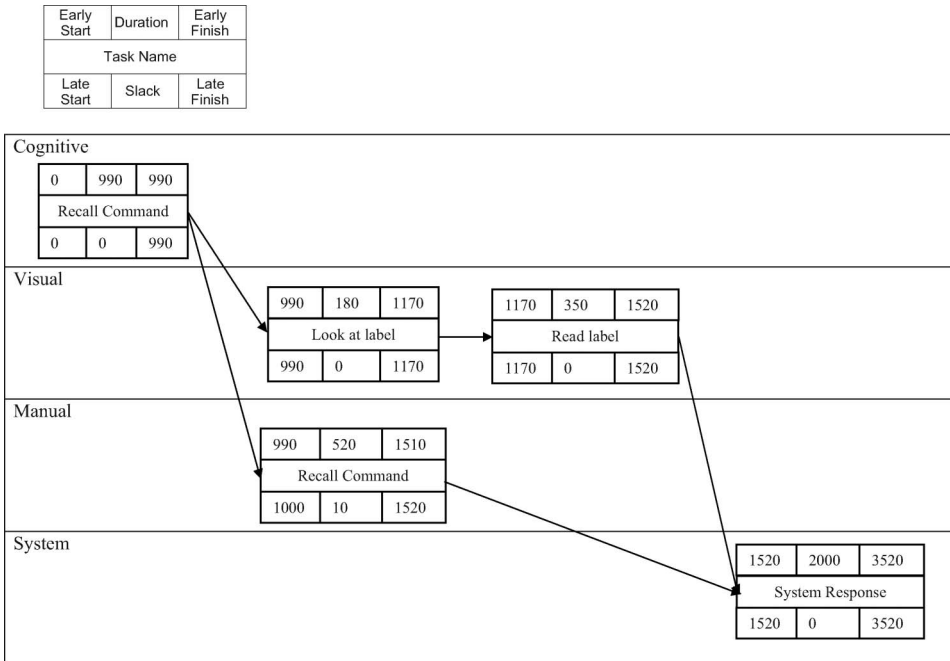 Early Start Duration Early Finish
Task Name
Late Start Slack Late Finish
Cognitive
0 990 990
Recall Command
0 0 990
Visual
990 180 1170
Look at label
990 0 1170
1170 350 1520
Read label
1170 0 1520
Manual
990 520 1510
Recall Command
1000 10 1520
System
1520 2000 3520
System Response
1520 0 3520